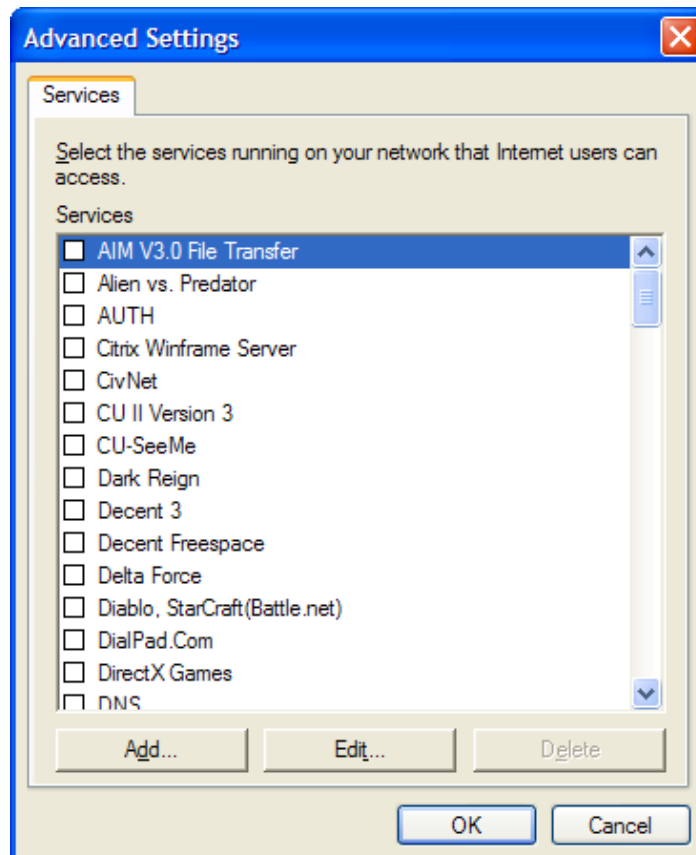 Advanced Settings
Services
Select the services running on your network that Internet users can
access.
Services
AIM V3.0 File Transfer
Alien vs. Predator
AUTH
Citrix Winframe Server
CivNet
CU II Version 3
CU-SeeMe
Dark Reign
Decent 3
Decent Freespace
Delta Force
Diablo, StarCraft(Battle.net)
DialPad.Com
DirectX Games
DNS
Add... Edit... Delete
OK Cancel